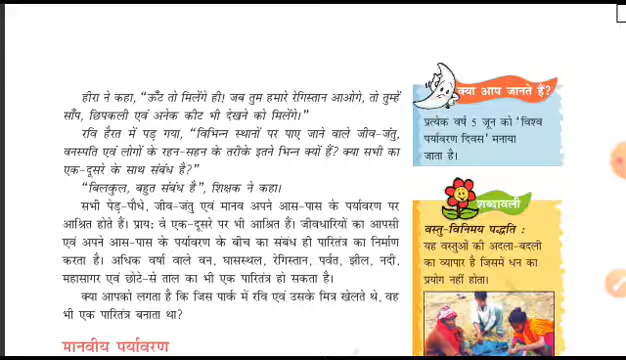 हीरा ने कहा, “ऊँट तो मिलेंगे ही! जब तुम हमारे रेगिस्तान आओगे, तो तुम्हें
साँप, छिपकली एवं अनेक कीट भी देखने को मिलेंगे।”
रवि हैरत में पड़ गया, “विभिन्न स्थानों पर पाए जाने वाले जीव-जंतु,
वनस्पति एवं लोगों के रहन-सहन के तरीके इतने भिन्न क्यों हैं? क्या सभी का
एक-दूसरे के साथ संबंध है?”
“बिलकुल, बहुत संबंध है”, शिक्षक ने कहा।
सभी पेड़-पौधे, जीव-जंतु एवं मानव अपने आस-पास के पर्यावरण पर
आश्रित होते हैं। प्राय: वे एक-दूसरे पर भी आश्रित हैं। जीवधारियों का आपसी
एवं अपने आस-पास के पर्यावरण के बीच का संबंध ही पारितंत्र का निर्माण
करता है। अधिक वर्षा वाले वन, घासस्थल, रेगिस्तान, पर्वत, झील, नदी,
महासागर एवं छोटे-से ताल का भी एक पारितंत्र हो सकता है।
क्या आपको लगता है कि जिस पार्क में रवि एवं उसके मित्र खेलते थे, वह
भी एक पारितंत्र बनाता था?
मानवीय पर्यावरण
क्या आप जानते हैं?
प्रत्येक वर्ष 5 जून को ‘विश्व
पर्यावरण दिवस’ मनाया
जाता है।
शब्दावली
वस्तु-विनिमय पद्धति :
यह वस्तुओं की अदला-बदली
का व्यापार है जिसमें धन का
प्रयोग नहीं होता।